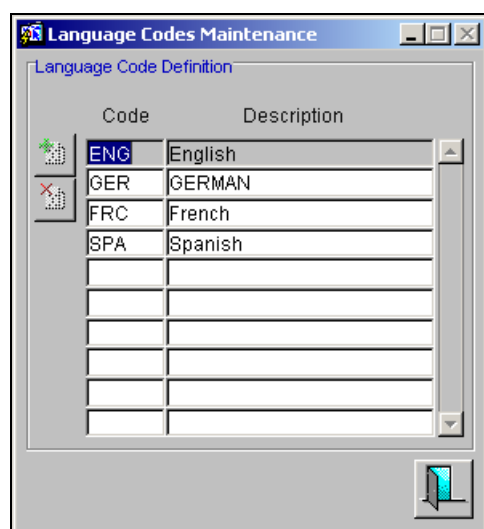 Language Codes Maintenance
Language Code Definition
Code Description
ENG English
GER GERMAN
FRC French
SPA Spanish